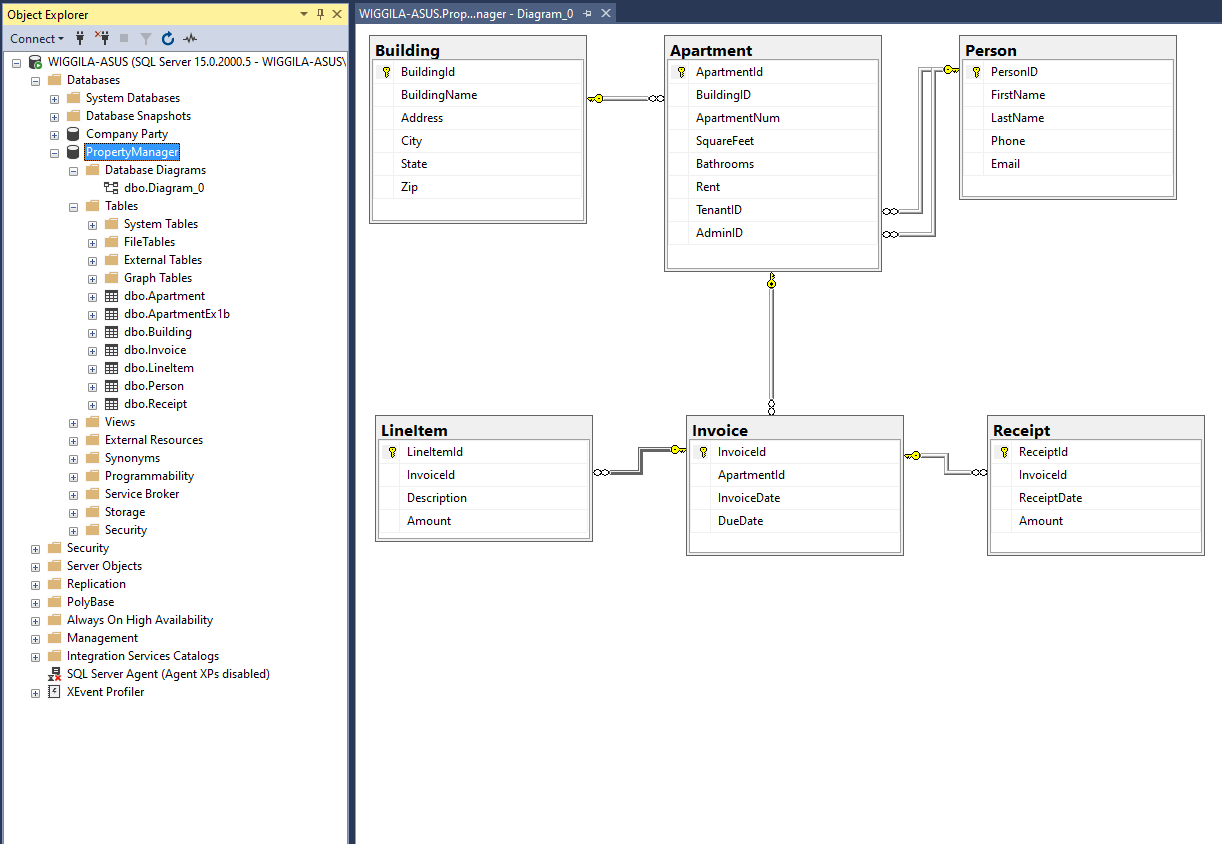 Object Explorer
Connect
WIGGILA-ASUS (SQL Server 15.0.2000.5 - WIGGILA-ASUS\
Databases
System Databases
Database Snapshots
Company Party
PropertyManager
Database Diagrams
dbo.Diagram_0
Tables
System Tables
FileTables
External Tables
Graph Tables
dbo.Apartment
dbo.ApartmentEx1b
dbo.Building
dbo.Invoice
dbo.LineItem
dbo.Person
dbo.Receipt
Views
External Resources
Synonyms
Programmability
Service Broker
Storage
Security
Security
Server Objects
Replication
PolyBase
Always On High Availability
Management
Integration Services Catalogs
SQL Server Agent (Agent XPs disabled)
XEvent Profiler
WIGGILA-ASUS.Prop...nager - Diagram_0
Building
BuildingId
BuildingName
Address
City
State
Zip
Apartment
ApartmentId
BuildingID
ApartmentNum
SquareFeet
Bathrooms
Rent
TenantID
AdminID
Person
PersonID
FirstName
LastName
Phone
Email
LineItem
LineItemId
InvoiceId
Description
Amount
Invoice
InvoiceId
ApartmentId
InvoiceDate
DueDate
Receipt
ReceiptId
InvoiceId
ReceiptDate
Amount